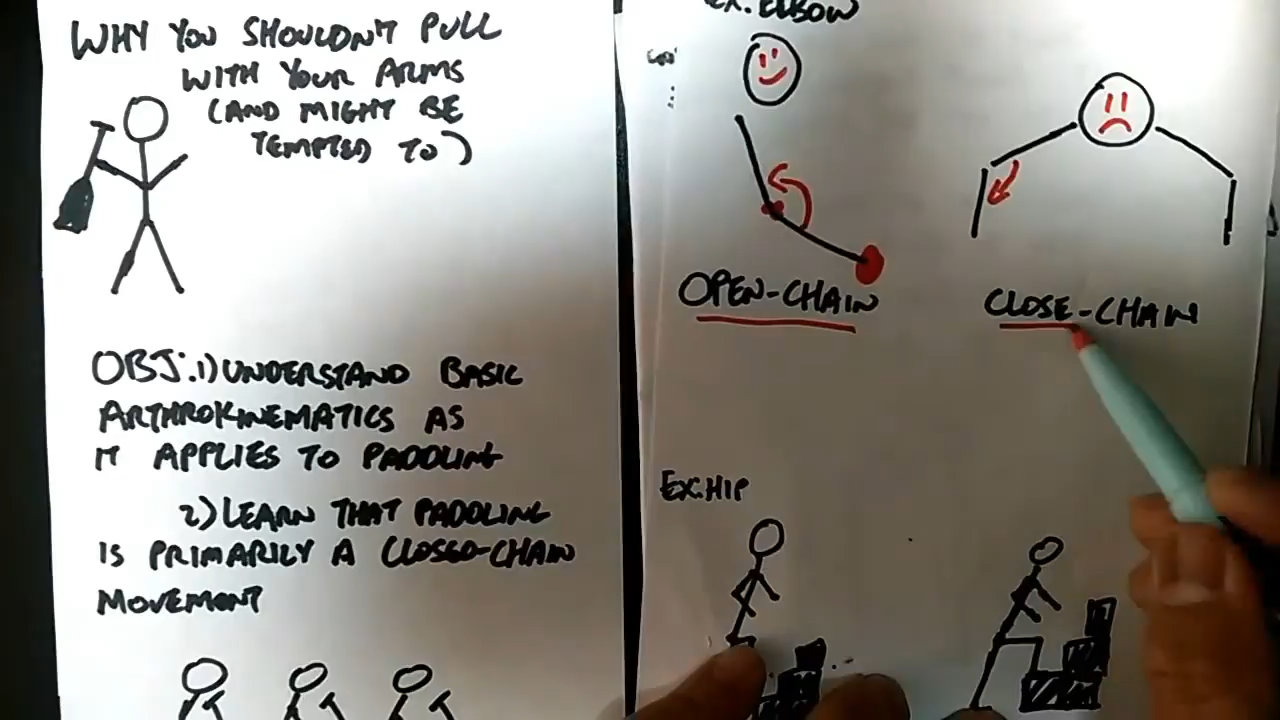 WHY YOU SHOULDN'T PULL
WITH YOUR ARMS
(AND MIGHT BE
TEMPTED TO)
OBJ: 1) UNDERSTAND BASIC
ARTHROKINEMATICS AS
IT APPLIES TO PADDLING
2) LEARN THAT PADDLING
IS PRIMARILY A CLOSED-CHAIN
MOVEMENT
EX: ELBOW
OPEN-CHAIN
CLOSE-CHAIN
EX: HIP